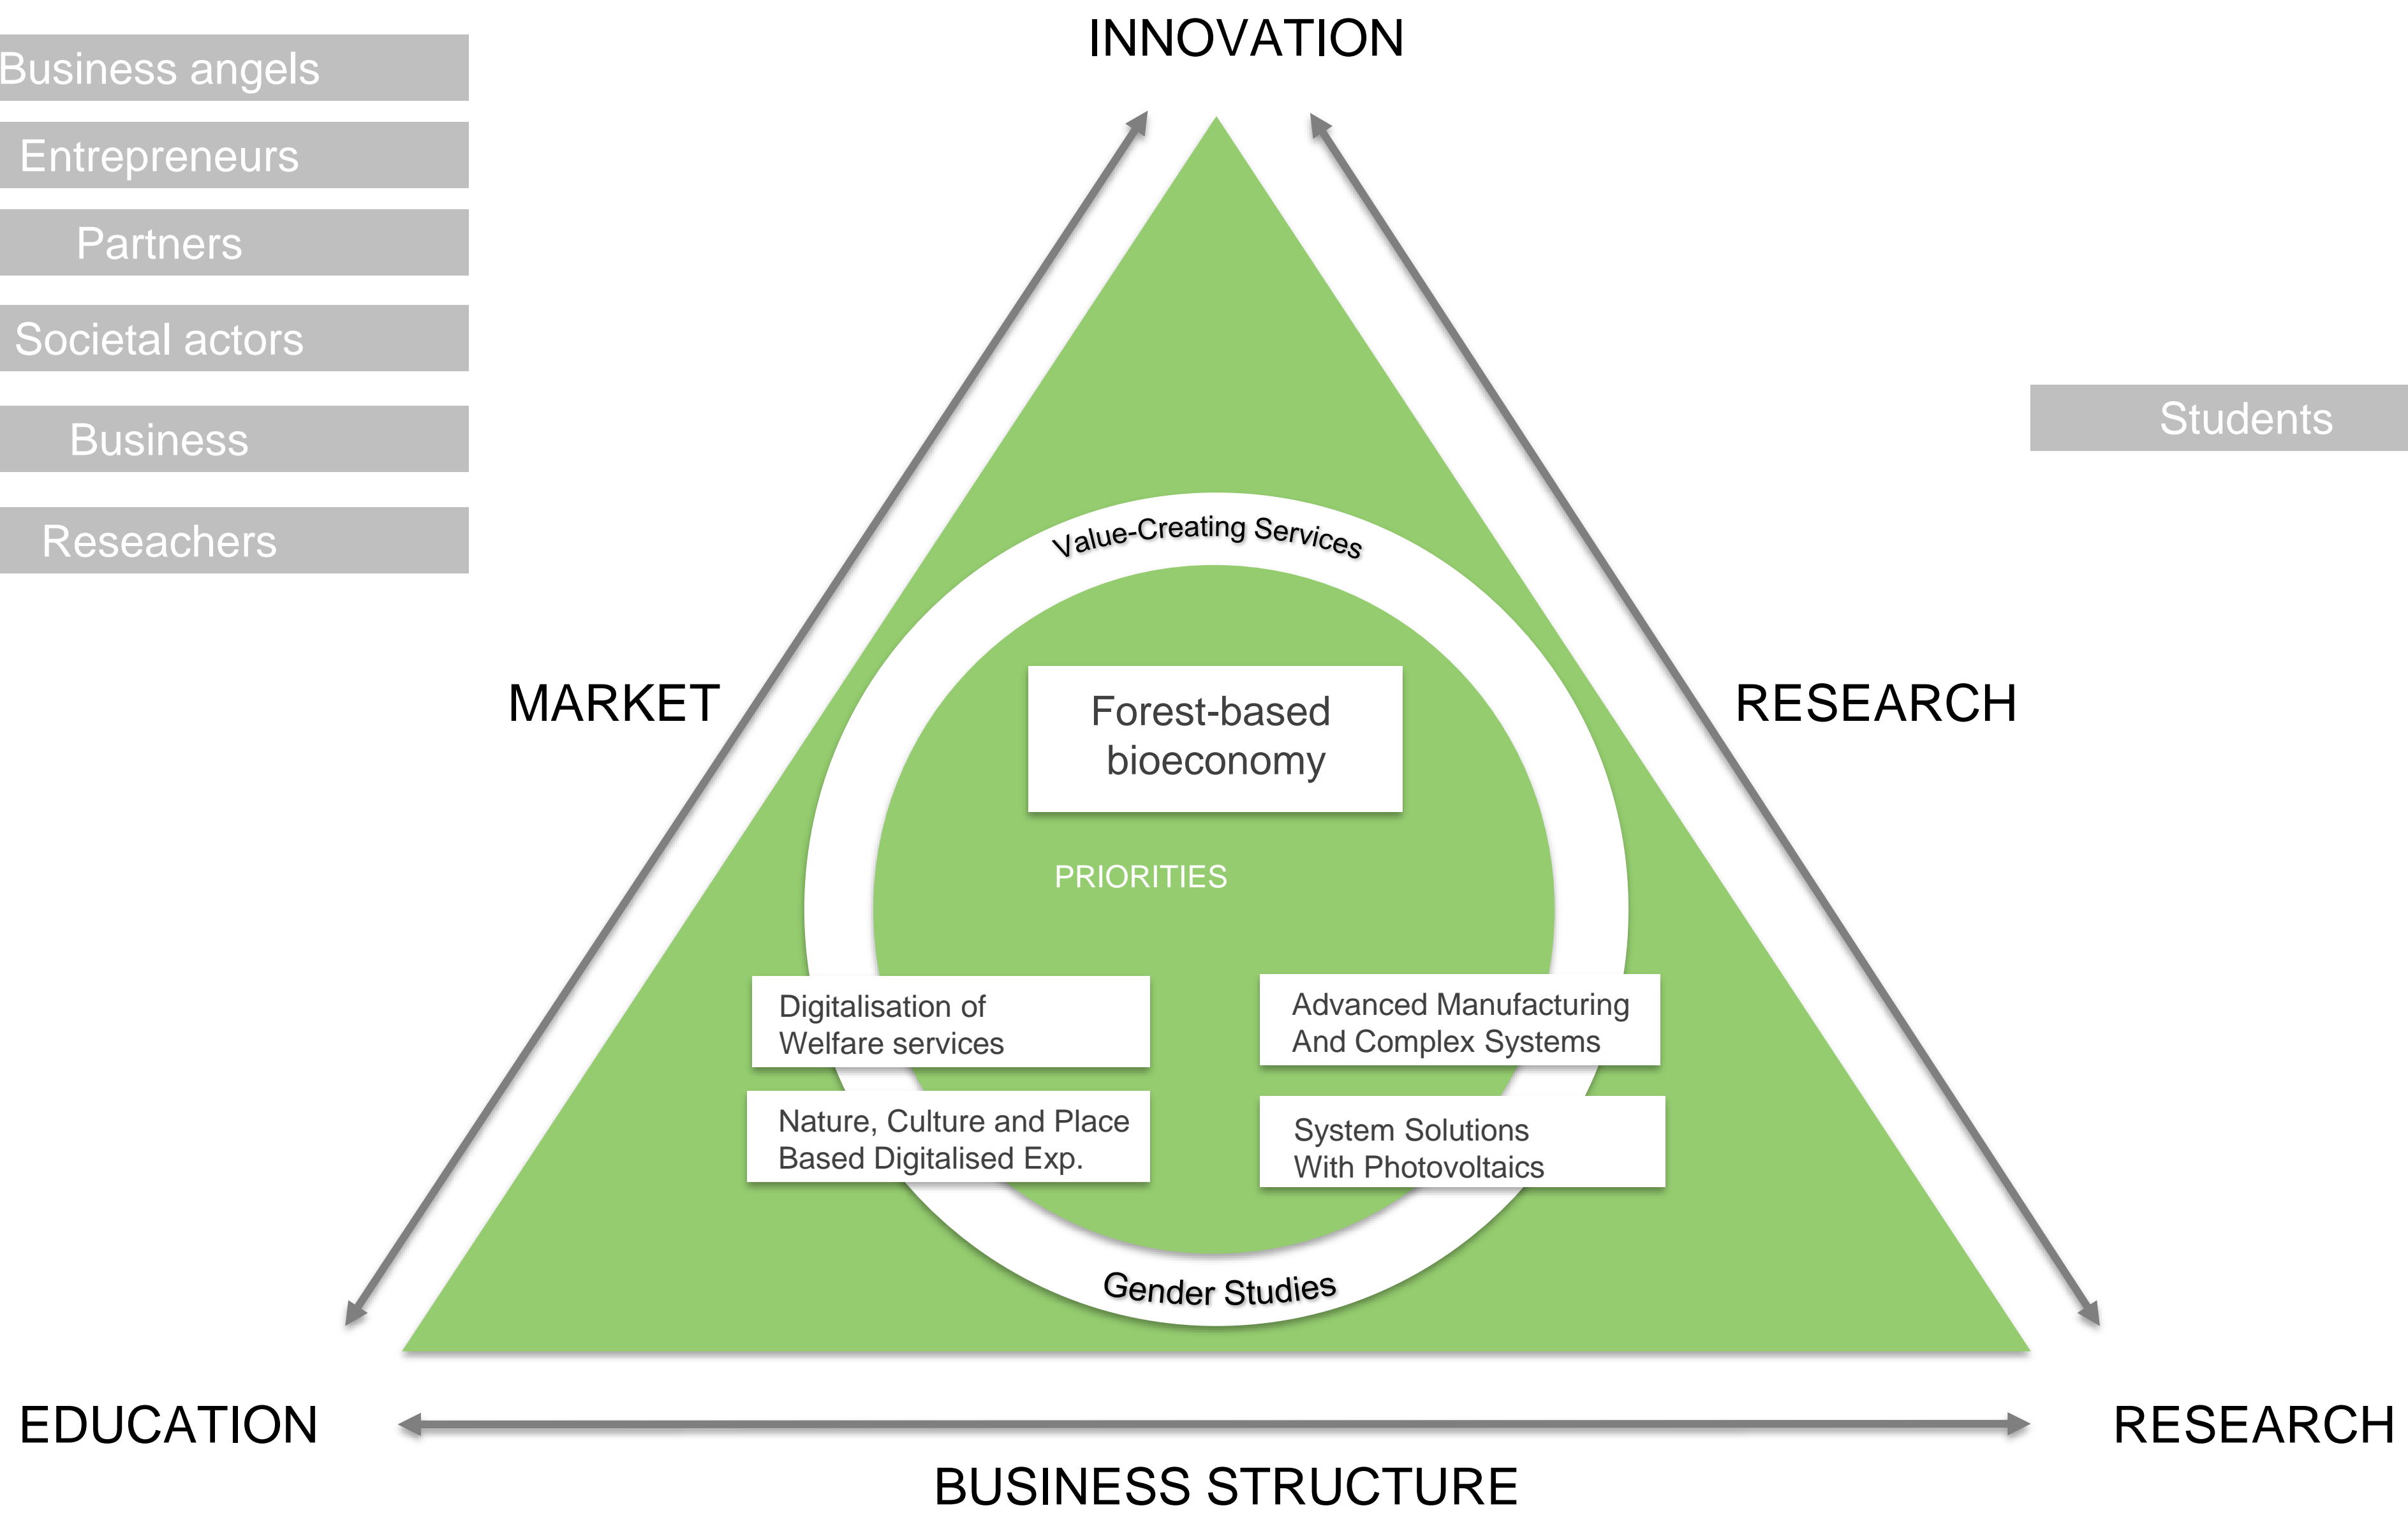 INNOVATION
Business angels
Entrepreneurs
Partners
Societal actors
Business
Reseachers
Students
Value-Creating Services
MARKET
RESEARCH
Forest-based
bioeconomy
PRIORITIES
Digitalisation of
Welfare services
Advanced Manufacturing
And Complex Systems
Nature, Culture and Place
Based Digitalised Exp.
System Solutions
With Photovoltaics
Gender Studies
EDUCATION
RESEARCH
BUSINESS STRUCTURE